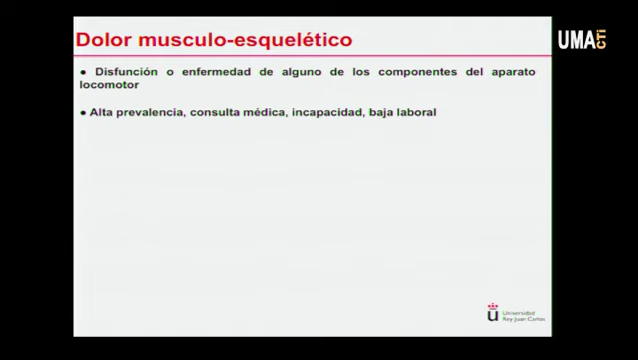 Dolor musculo-esquelético
UMA
CTI
● Disfunción o enfermedad de alguno de los componentes del aparato
locomotor
● Alta prevalencia, consulta médica, incapacidad, baja laboral
u
Universidad
Rey Juan Carlos